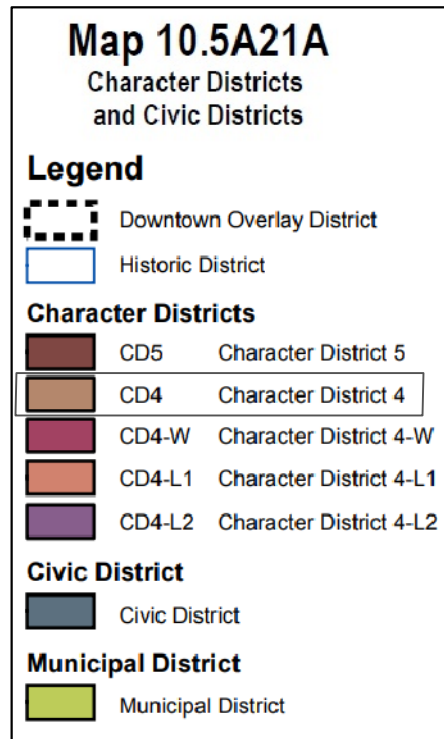 Map 10.5A21A
Character Districts
and Civic Districts
Legend
Downtown Overlay District
Historic District
Character Districts
CD5 Character District 5
CD4 Character District 4
CD4-W Character District 4-W
CD4-L1 Character District 4-L1
CD4-L2 Character District 4-L2
Civic District
Civic District
Municipal District
Municipal District